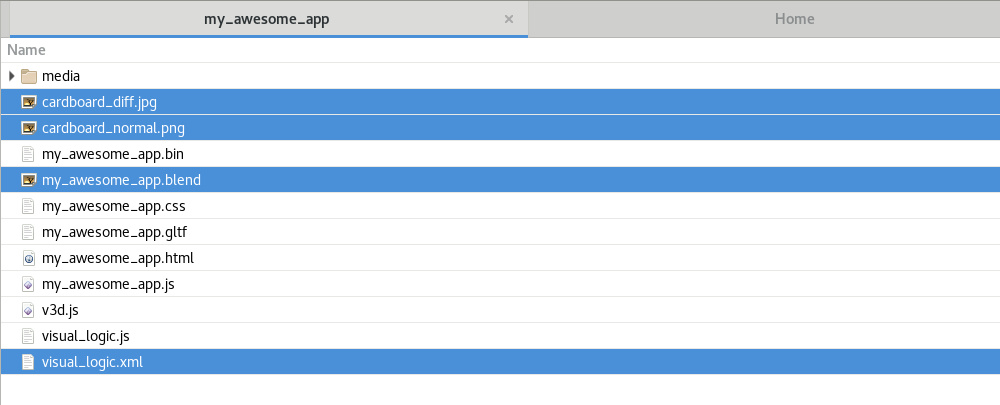 my_awesome_app × Home
Name
media
cardboard_diff.jpg
cardboard_normal.png
my_awesome_app.bin
my_awesome_app.blend
my_awesome_app.css
my_awesome_app.gltf
my_awesome_app.html
my_awesome_app.js
v3d.js
visual_logic.js
visual_logic.xml